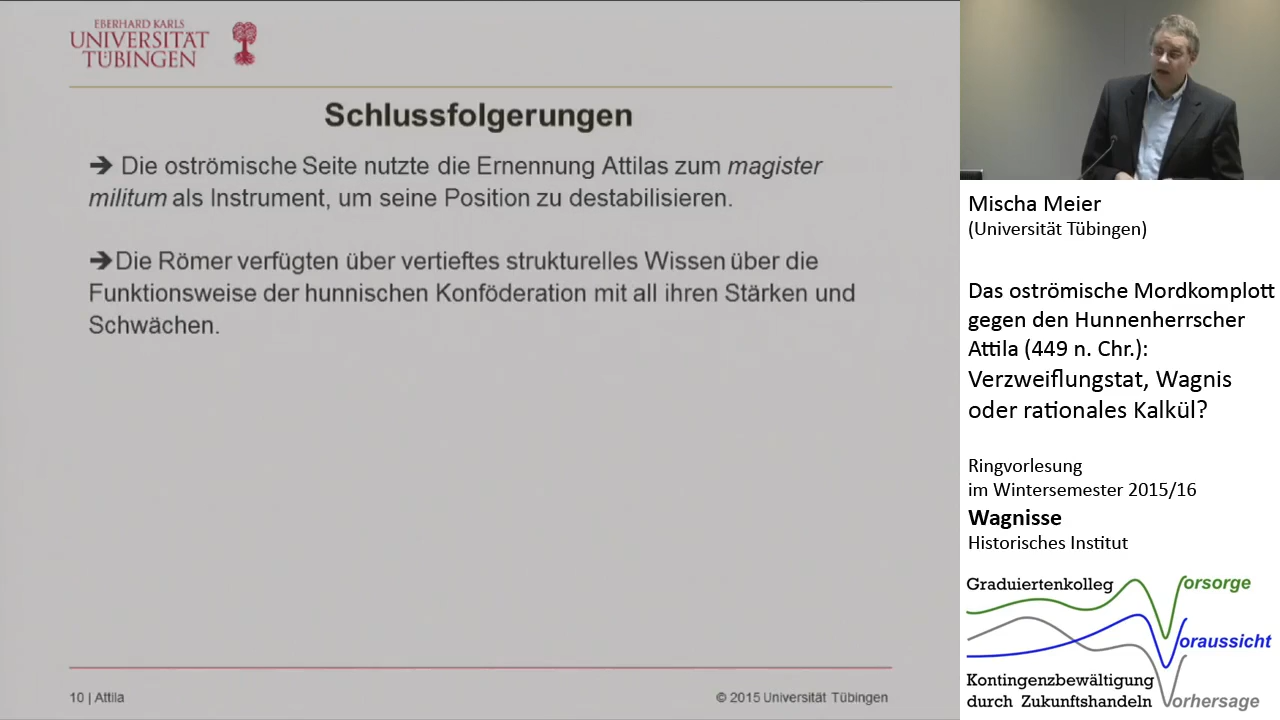 EBERHARD KARLS
UNIVERSITÄT
TÜBINGEN
Schlussfolgerungen
➔ Die oströmische Seite nutzte die Ernennung Attilas zum magister
militum als Instrument, um seine Position zu destabilisieren.
➔Die Römer verfügten über vertieftes strukturelles Wissen über die
Funktionsweise der hunnischen Konföderation mit all ihren Stärken und
Schwächen.
10 | Attila
© 2015 Universität Tübingen
Mischa Meier
(Universität Tübingen)
Das oströmische Mordkomplott
gegen den Hunnenherrscher
Attila (449 n. Chr.):
Verzweiflungstat, Wagnis
oder rationales Kalkül?
Ringvorlesung
im Wintersemester 2015/16
Wagnisse
Historisches Institut
Graduiertenkolleg
Vorsorge
Voraussicht
Kontingenzbewältigung
durch Zukunftshandeln
Vorhersage